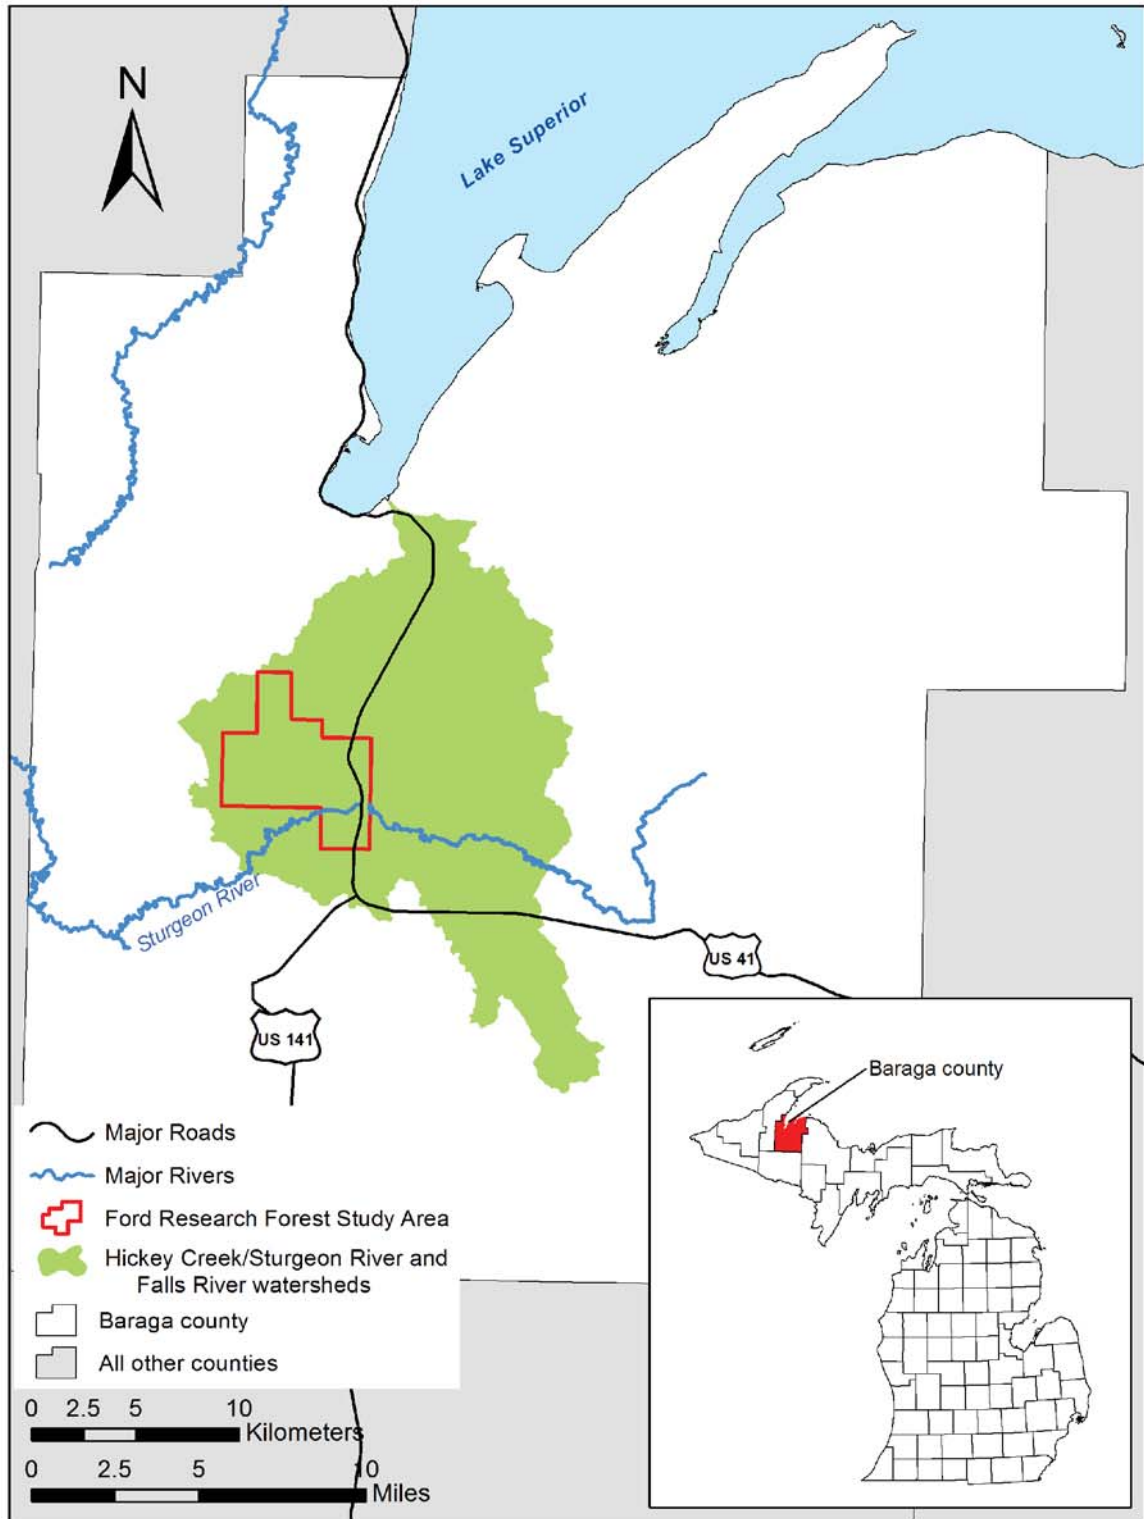 N
Lake Superior
Sturgeon River
US 41
US 141
Baraga county
Major Roads
Major Rivers
Ford Research Forest Study Area
Hickey Creek/Sturgeon River and
Falls River watersheds
Baraga county
All other counties
0 2.5 5 10
Kilometers
0 2.5 5 10
Miles